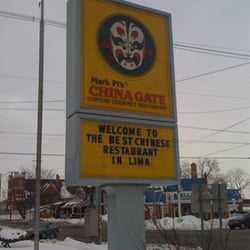 Mark Pi's
CHINA GATE
CHINESE GOURMET RESTAURANT
WELCOME TO
THE BEST CHINESE
RESTAURANT
IN LIMA